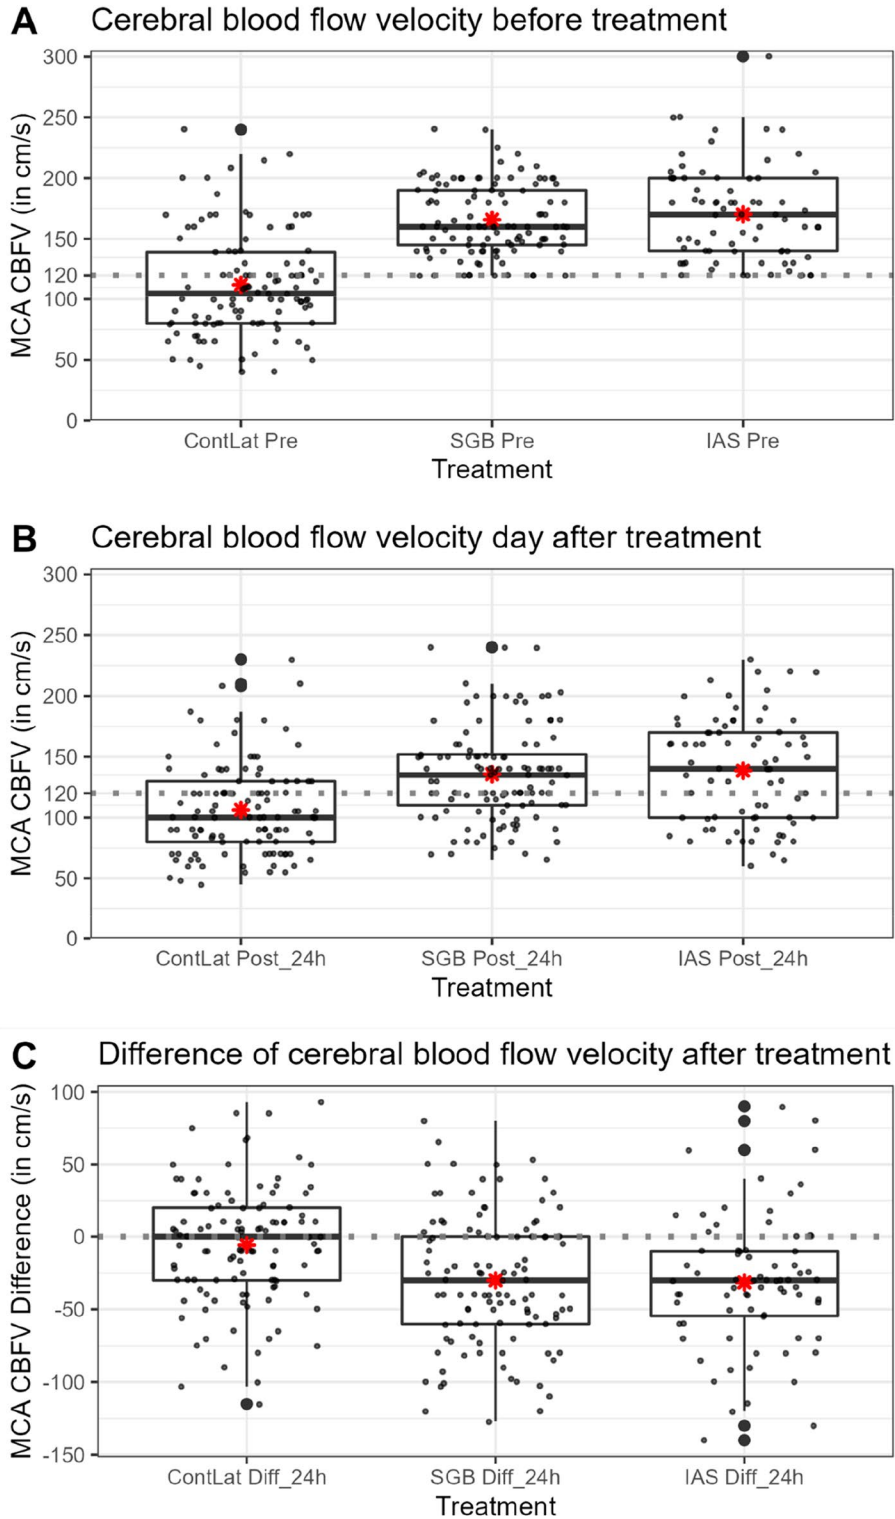 A Cerebral blood flow velocity before treatment
MCA CBFV (in cm/s)
300
250
200
150
120
100
50
0
ContLat Pre SGB Pre IAS Pre
Treatment
B Cerebral blood flow velocity day after treatment
MCA CBFV (in cm/s)
300
250
200
150
120
100
50
0
ContLat Post_24h SGB Post_24h IAS Post_24h
Treatment
C Difference of cerebral blood flow velocity after treatment
MCA CBFV Difference (in cm/s)
100
50
0
-50
-100
-150
ContLat Diff_24h SGB Diff_24h IAS Diff_24h
Treatment